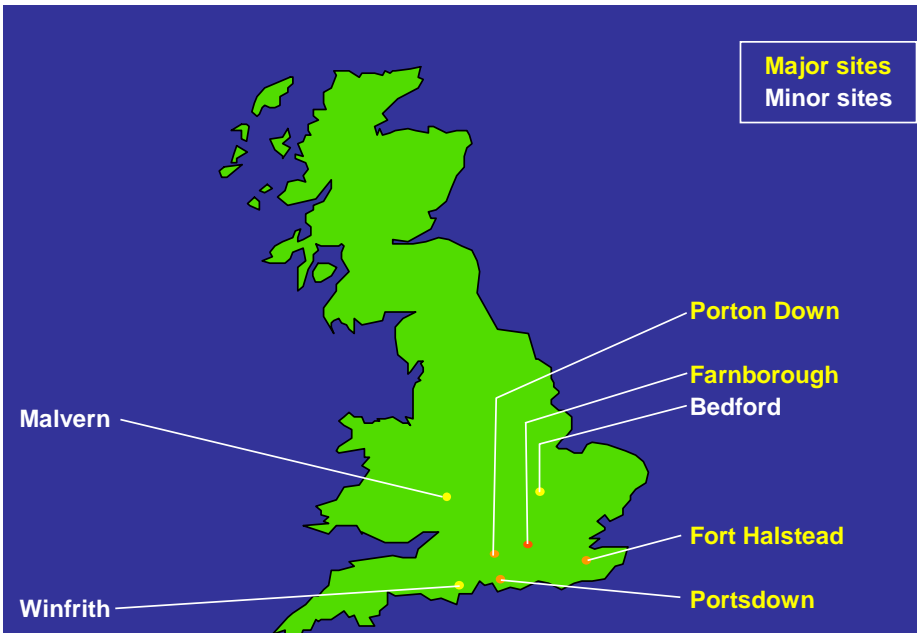 Major sites
Minor sites
Porton Down
Farnborough
Bedford
Malvern
Fort Halstead
Portsdown
Winfrith